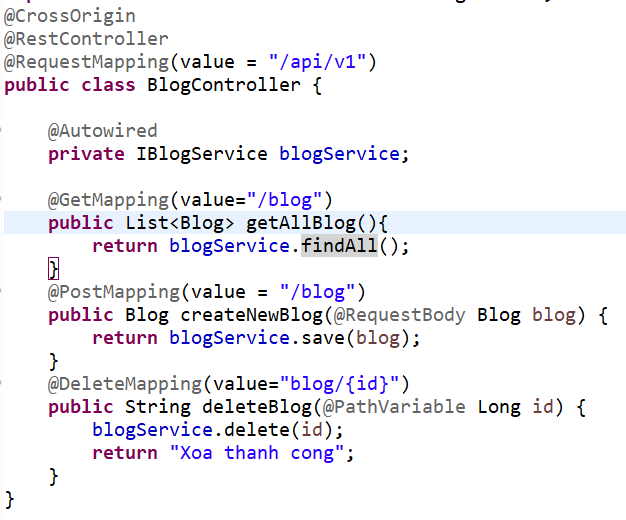 @CrossOrigin
@RestController
@RequestMapping(value = "/api/v1")
public class BlogController {
@Autowired
private IBlogService blogService;
@GetMapping(value="/blog")
public List<Blog> getAllBlog(){
return blogService.findAll();
}
@PostMapping(value = "/blog")
public Blog createNewBlog(@RequestBody Blog blog) {
return blogService.save(blog);
}
@DeleteMapping(value="blog/{id}")
public String deleteBlog(@PathVariable Long id) {
blogService.delete(id);
return "Xoa thanh cong";
}
}